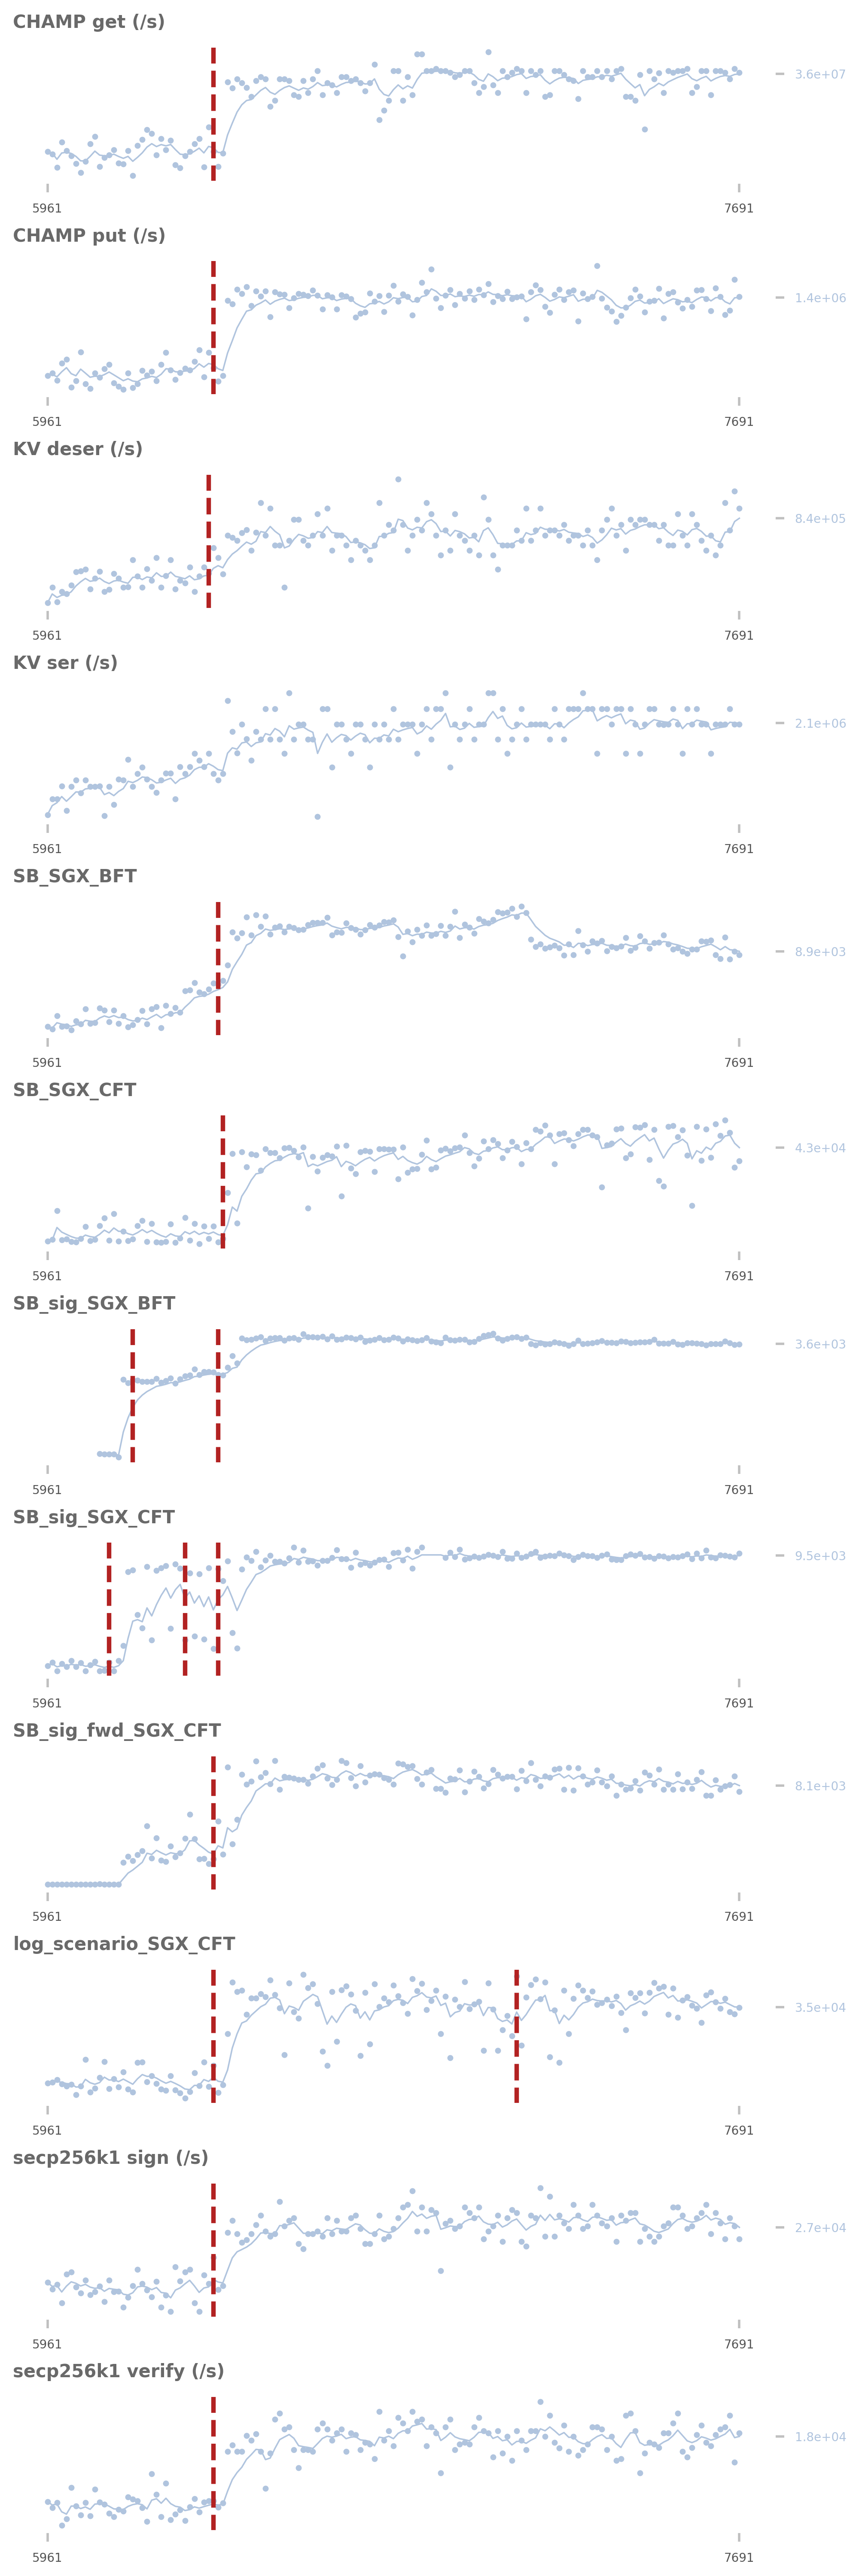 CHAMP get (/s)
3.6e+07
5961 7691
CHAMP put (/s)
1.4e+06
5961 7691
KV deser (/s)
8.4e+05
5961 7691
KV ser (/s)
2.1e+06
5961 7691
SB_SGX_BFT
8.9e+03
5961 7691
SB_SGX_CFT
4.3e+04
5961 7691
SB_sig_SGX_BFT
3.6e+03
5961 7691
SB_sig_SGX_CFT
9.5e+03
5961 7691
SB_sig_fwd_SGX_CFT
8.1e+03
5961 7691
log_scenario_SGX_CFT
3.5e+04
5961 7691
secp256k1 sign (/s)
2.7e+04
5961 7691
secp256k1 verify (/s)
1.8e+04
5961 7691